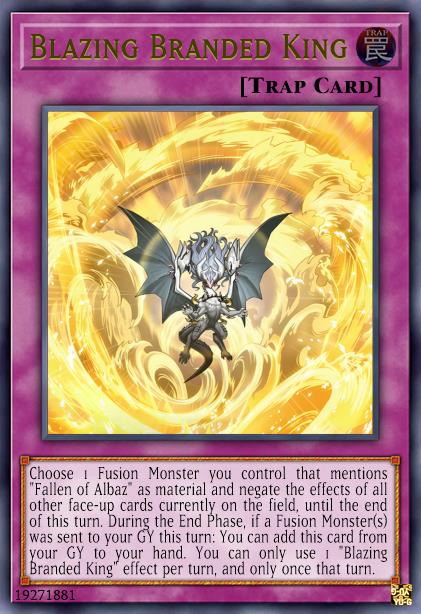 Blazing Branded King
TRAP
罠
[Trap Card]
Choose 1 Fusion Monster you control that mentions
"Fallen of Albaz" as material and negate the effects of all
other face-up cards currently on the field, until the end
of this turn. During the End Phase, if a Fusion Monster(s)
was sent to your GY this turn: You can add this card from
your GY to your hand. You can only use 1 "Blazing
Branded King" effect per turn, and only once that turn.
19271881